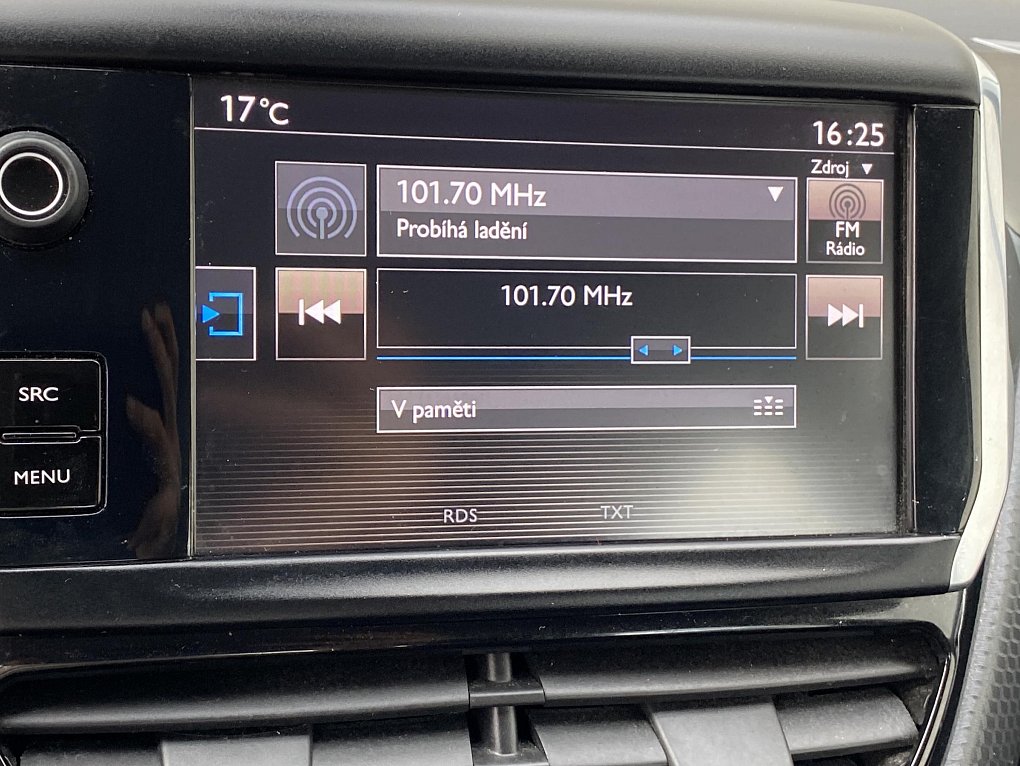 17°C
16:25
Zdroj
101.70 MHz
Probíhá ladění
FM
Rádio
101.70 MHz
SRC
V paměti
MENU
RDS
TXT